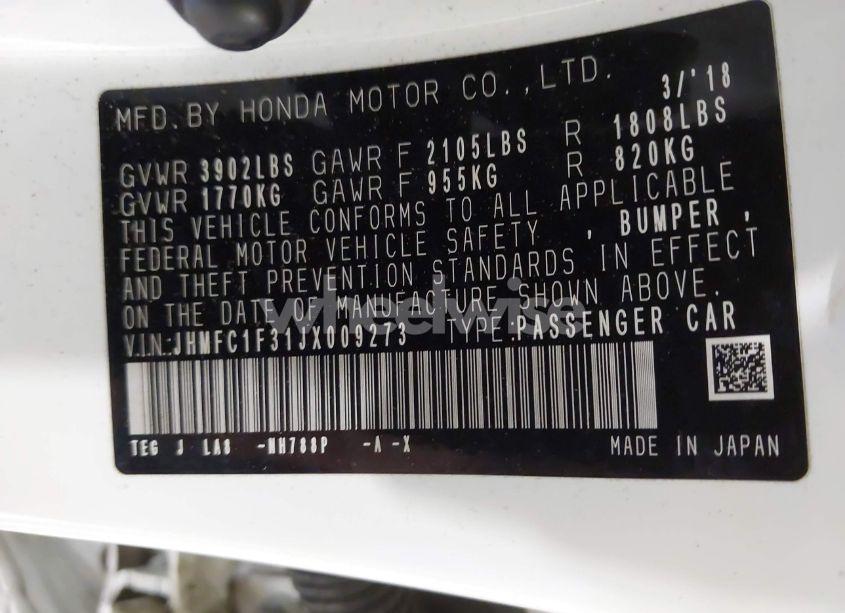 MFD. BY HONDA MOTOR CO., LTD. 3/'18
GVWR 3902LBS GAWR F 2105LBS R 1808LBS
GVWR 1770KG GAWR F 955KG R 820KG
THIS VEHICLE CONFORMS TO ALL APPLICABLE
FEDERAL MOTOR VEHICLE SAFETY , BUMPER ,
AND THEFT PREVENTION STANDARDS IN EFFECT
ON THE DATE OF MANUFACTURE SHOWN ABOVE.
wheelwise
V.I.N:JHMFC1F31JX009273 TYPE:PASSENGER CAR
TEG J LA8 -NH788P -A -X MADE IN JAPAN